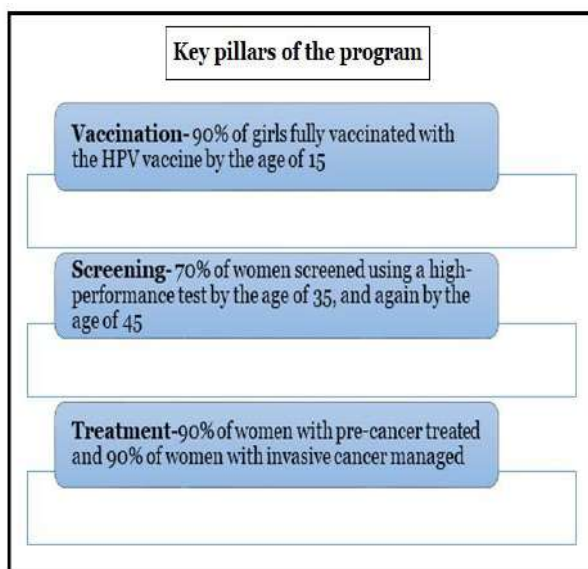 Key pillars of the program
Vaccination- 90% of girls fully vaccinated with
the HPV vaccine by the age of 15
Screening- 70% of women screened using a high-
performance test by the age of 35, and again by the
age of 45
Treatment-90% of women with pre-cancer treated
and 90% of women with invasive cancer managed